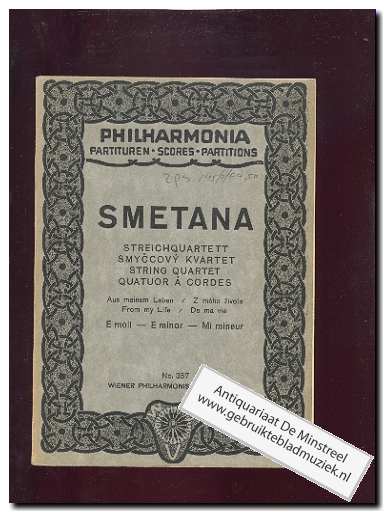 PHILHARMONIA
PARTITUREN • SCORES • PARTITIONS
SMETANA
STREICHQUARTETT
SMYČCOVÝ KVARTET
STRING QUARTET
QUATUOR À CORDES
Aus meinem Leben / Z mého života
From my Life / De ma vie
E moll — E minor — Mi mineur
No. 357
WIENER PHILHARMONIS
Antiquariaat De Minstreel
www.gebruiktebladmuziek.nl